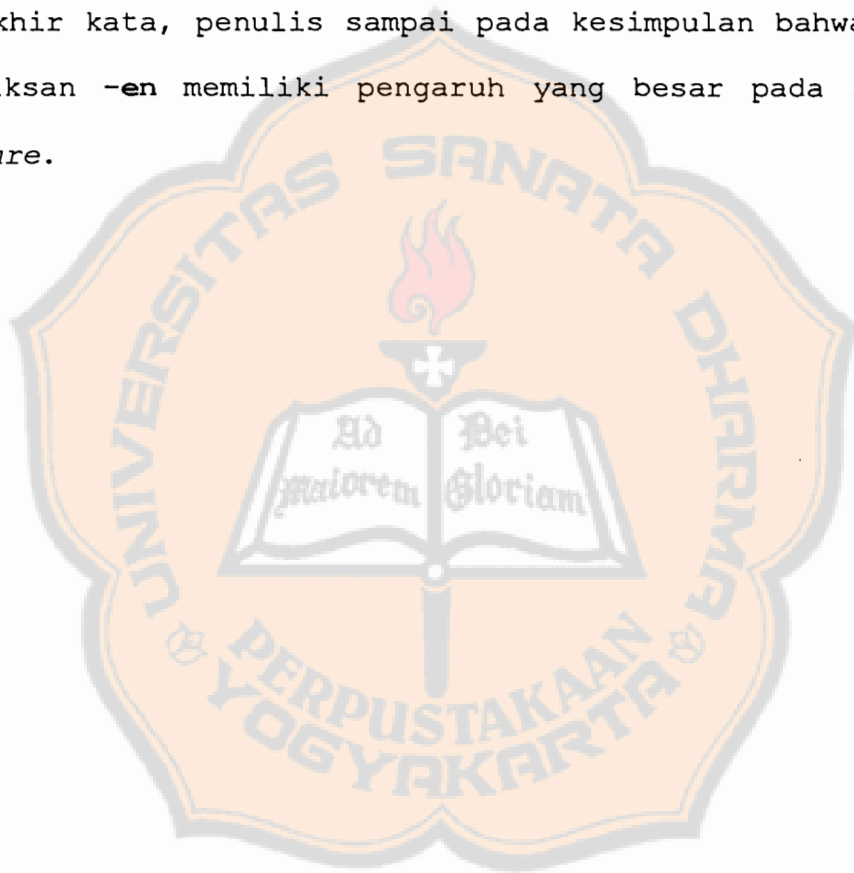 khir kata, penulis sampai pada kesimpulan bahwa
iksan -en memiliki pengaruh yang besar pada
ure.
UNIVERSITAS SANATA DHARMA
Ad Dei
Maiorem Gloriam
PERPUSTAKAAN
YOGYAKARTA